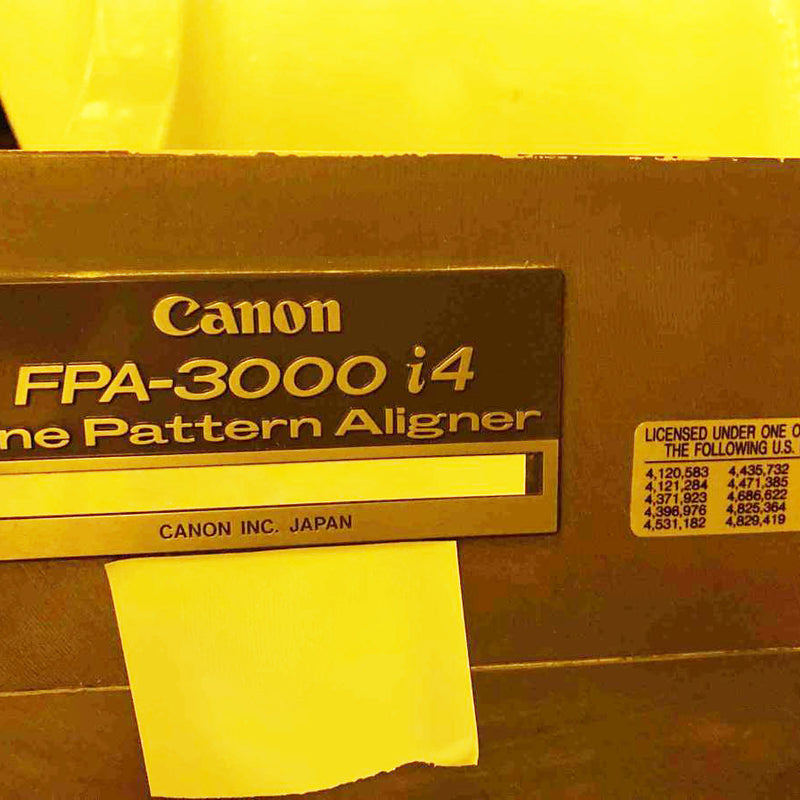 Canon
FPA-3000 i4
ne Pattern Aligner
CANON INC. JAPAN
LICENSED UNDER ONE O
THE FOLLOWING U.S.
4,120,583 4,435,732
4,121,284 4,471,385
4,371,923 4,686,622
4,396,976 4,825,364
4,531,182 4,829,419